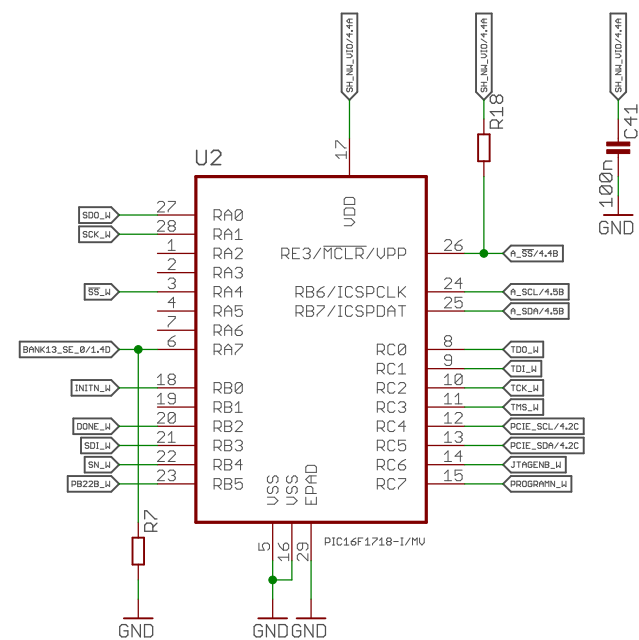 SH_NW_VIO/4.4A
SH_NW_VIO/4.4A
SH_NW_VIO/4.4A
R18
C41
100n
GND
U2
17
VDD
SDO_W 27 RA0
SCK_W 28 RA1
1 RA2
2 RA3
SS_W 3 RA4
4 RA5
7 RA6
BANK13_SE_0/1.4D 6 RA7
INITN_W 18 RB0
19 RB1
DONE_W 20 RB2
SDI_W 21 RB3
SN_W 22 RB4
PB22B_W 23 RB5
RE3/MCLR/VPP 26 A_SS/4.4B
RB6/ICSPCLK 24 A_SCL/4.5B
RB7/ICSPDAT 25 A_SDA/4.5B
RC0 8 TDO_W
RC1 9 TDI_W
RC2 10 TCK_W
RC3 11 TMS_W
RC4 12 PCIE_SCL/4.2C
RC5 13 PCIE_SDA/4.2C
RC6 14 JTAGENB_W
RC7 15 PROGRAMN_W
VSS
VSS
EPAD
5
16
29
PIC16F1718-I/MV
R7
GND
GND
GND